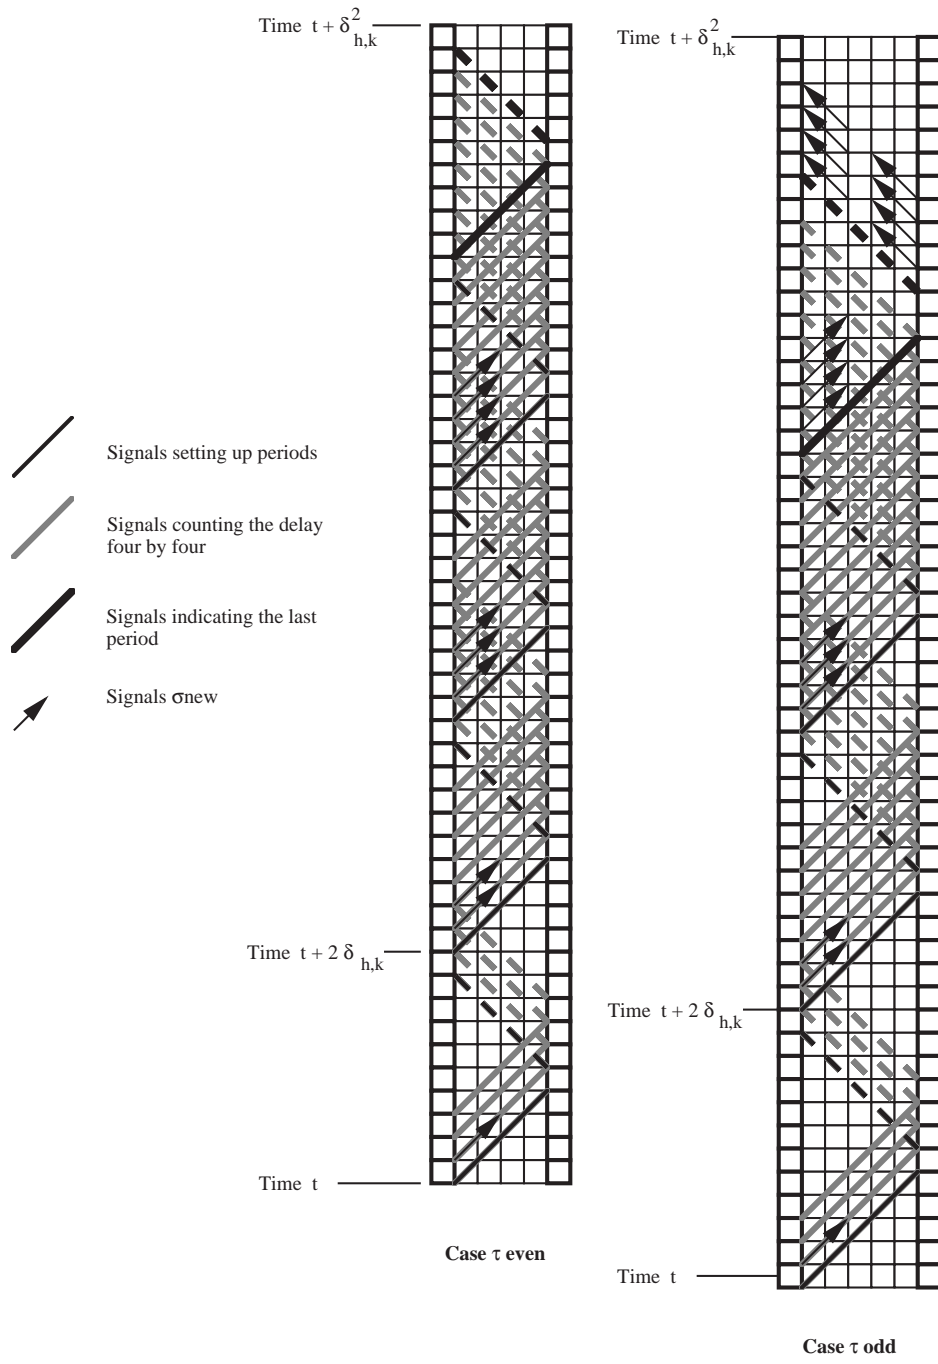 Time t + δ²h,k
Time t + δ²h,k
Signals setting up periods
Signals counting the delay
four by four
Signals indicating the last
period
Signals σnew
Time t + 2 δ h,k
Time t + 2 δ h,k
Time t
Case τ even
Time t
Case τ odd